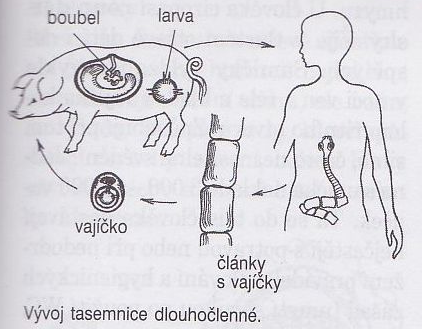 boubel
larva
vajíčko
články
s vajíčky
Vývoj tasemnice dlouhočlenné.